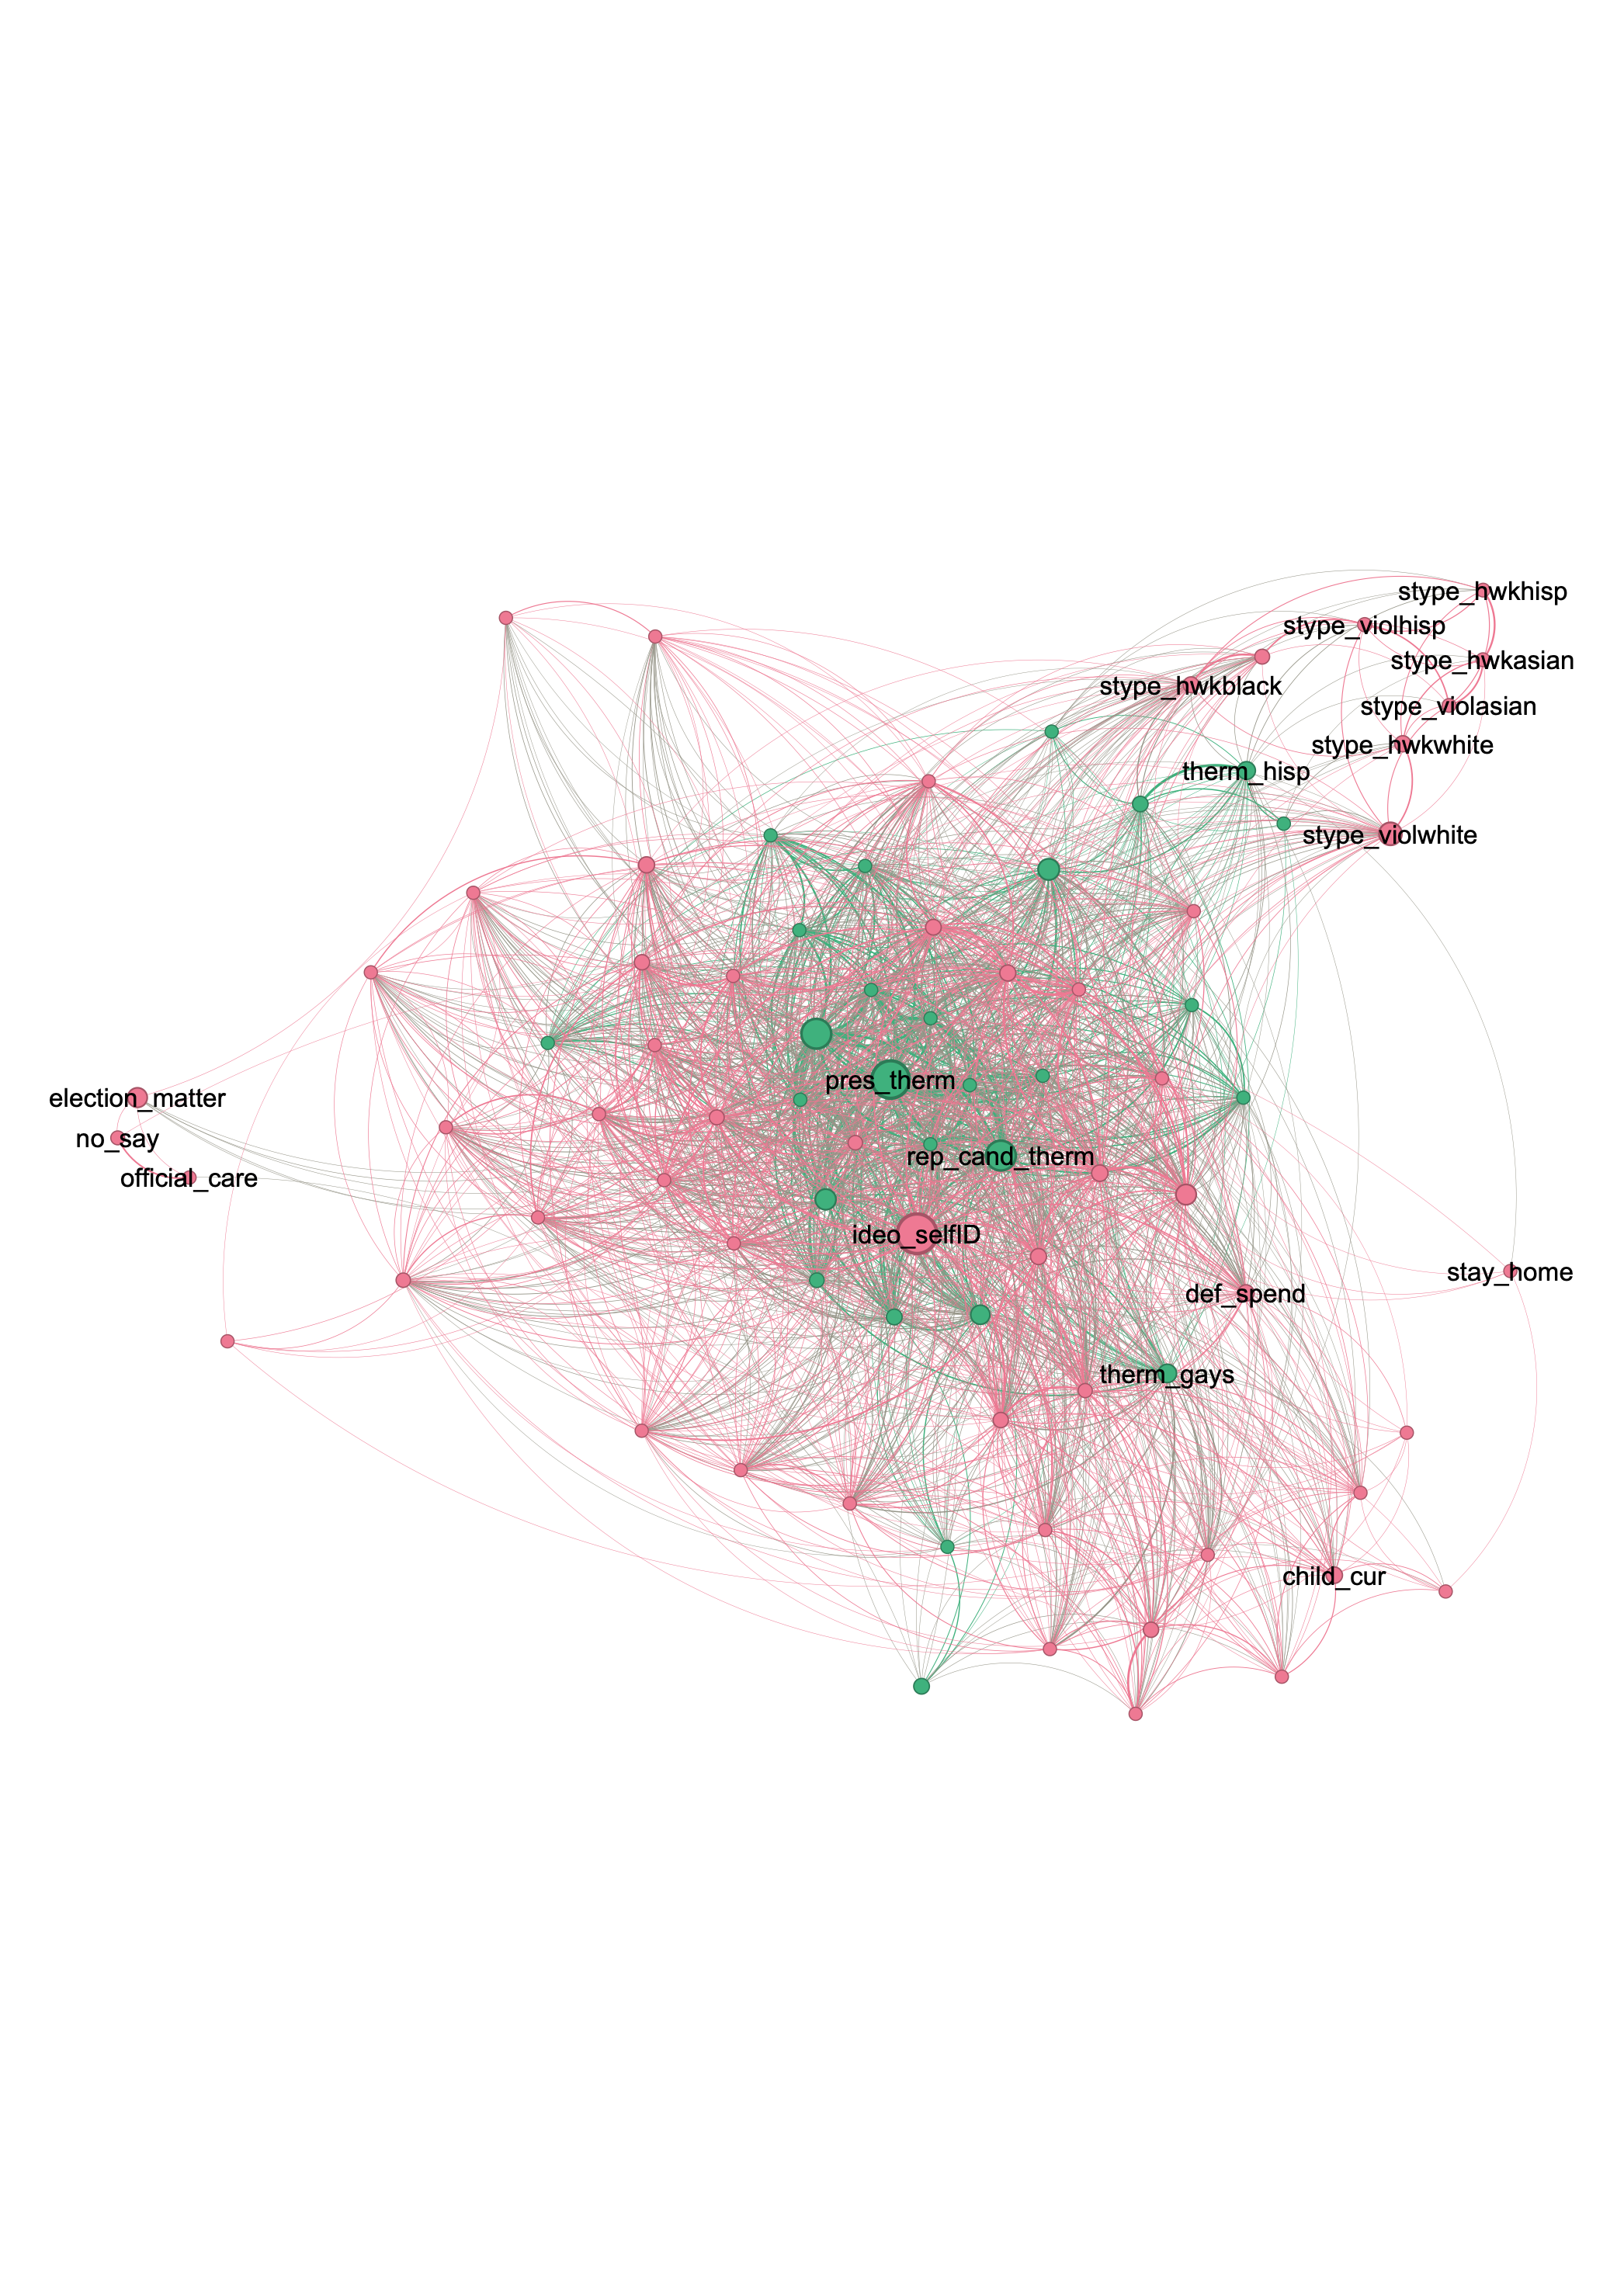 stype_hwkhisp
stype_violhisp
stype_hwkasian
stype_hwkblack
stype_violasian
stype_hwkwhite
therm_hisp
stype_violwhite
pres_therm
election_matter
no_say
rep_cand_therm
official_care
ideo_selfID
stay_home
def_spend
therm_gays
child_cur